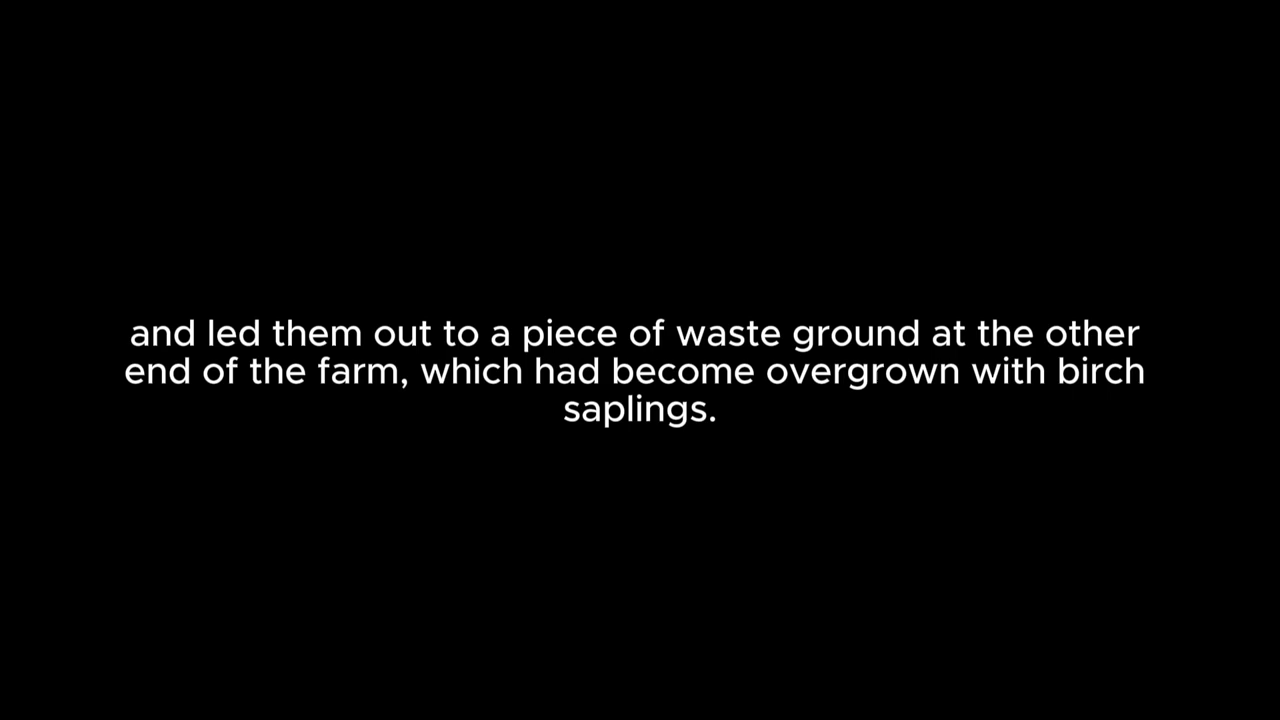 and led them out to a piece of waste ground at the other
end of the farm, which had become overgrown with birch
saplings.